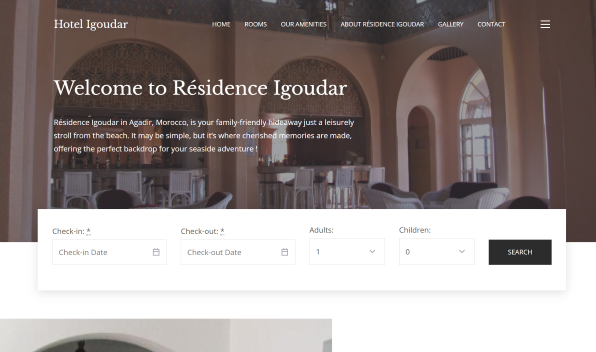 Hotel Igoudar
HOME ROOMS OUR AMENITIES ABOUT RÉSIDENCE IGOUDAR GALLERY CONTACT
Welcome to Résidence Igoudar
Résidence Igoudar in Agadir, Morocco, is your family-friendly hideaway just a leisurely
stroll from the beach. It may be simple, but it's where cherished memories are made,
offering the perfect backdrop for your seaside adventure !
Check-in: * Check-out: * Adults: Children:
Check-in Date Check-out Date 1 0 SEARCH